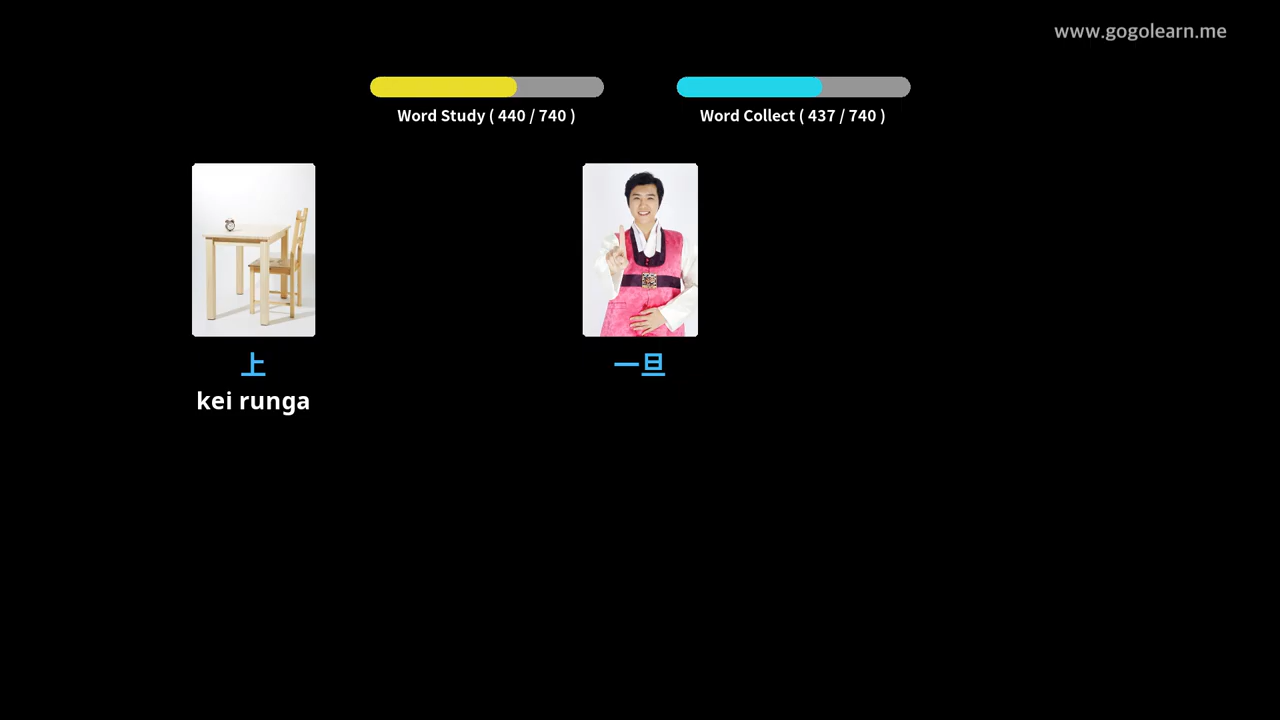 www.gogolearn.me
Word Study ( 440 / 740 )
Word Collect ( 437 / 740 )
上
kei runga
一旦